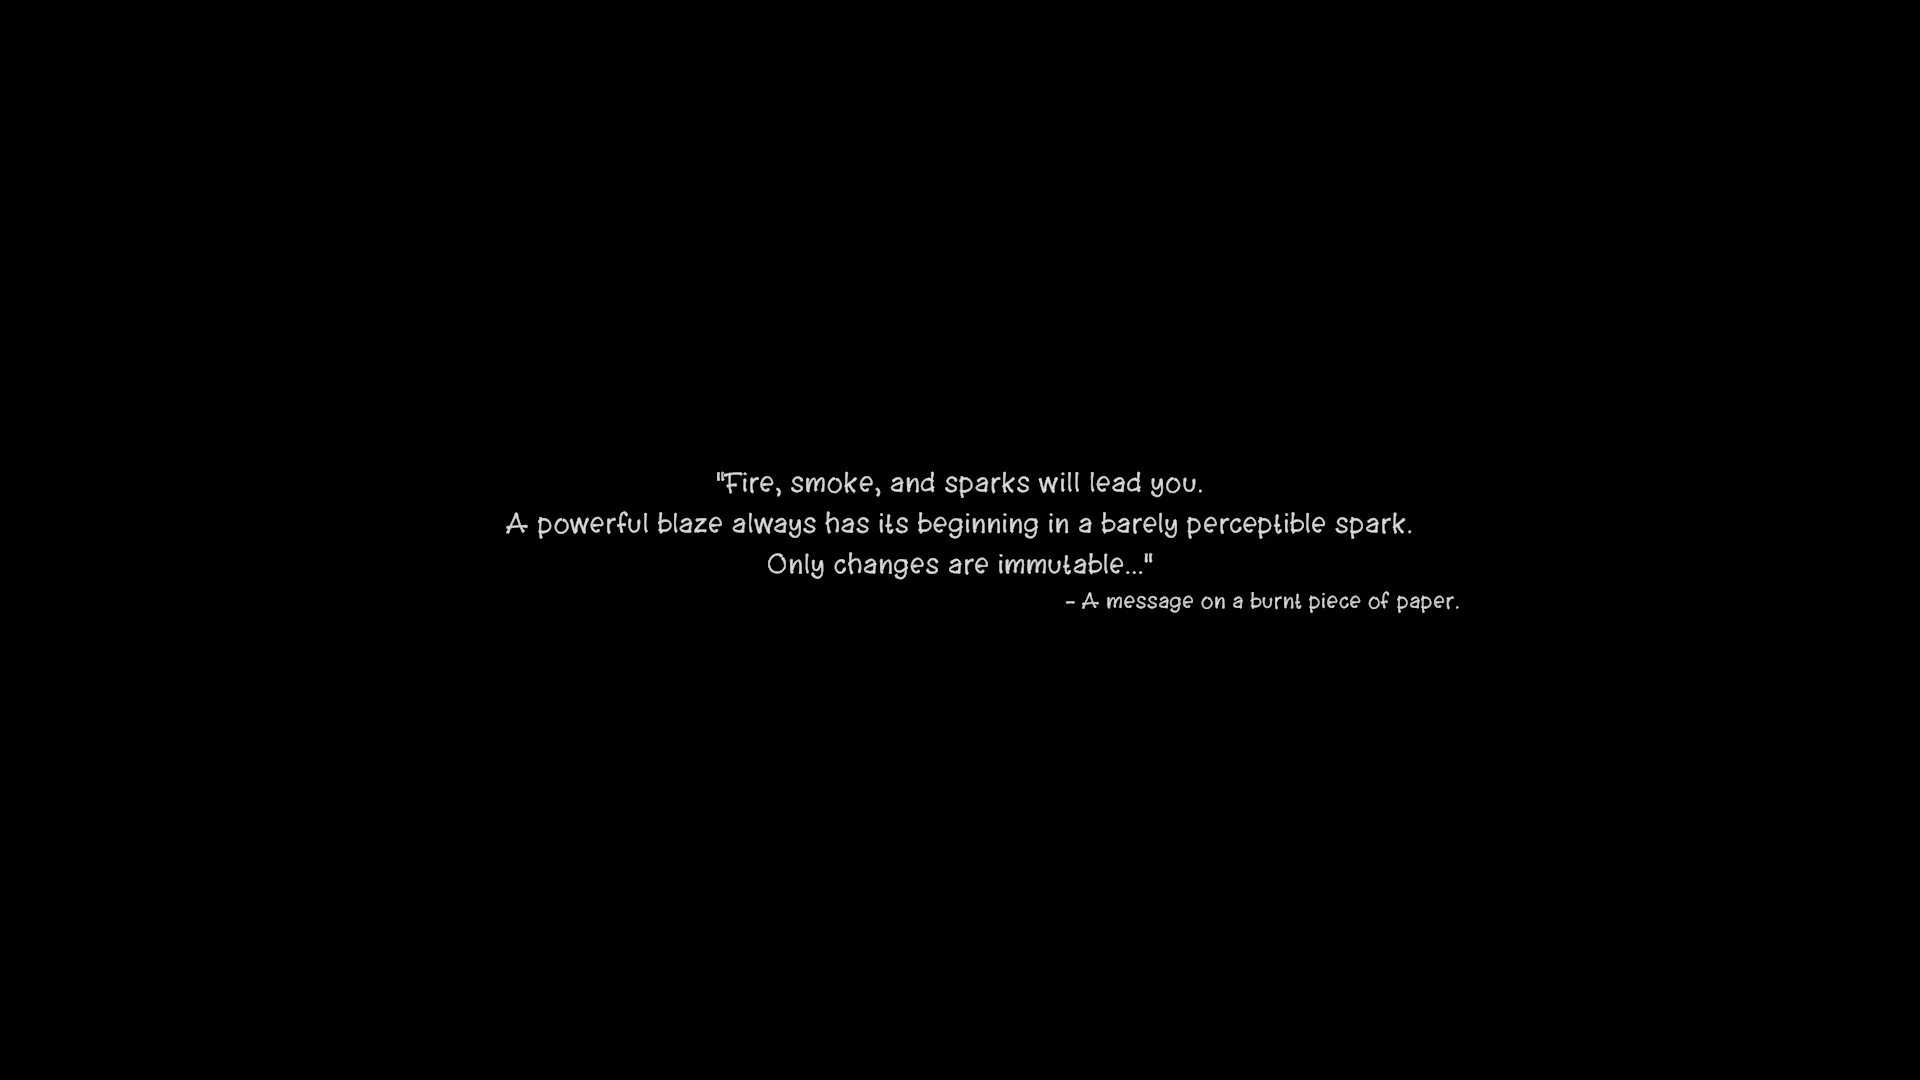 "Fire, smoke, and sparks will lead you.
A powerful blaze always has its beginning in a barely perceptible spark.
Only changes are immutable..."
- A message on a burnt piece of paper.